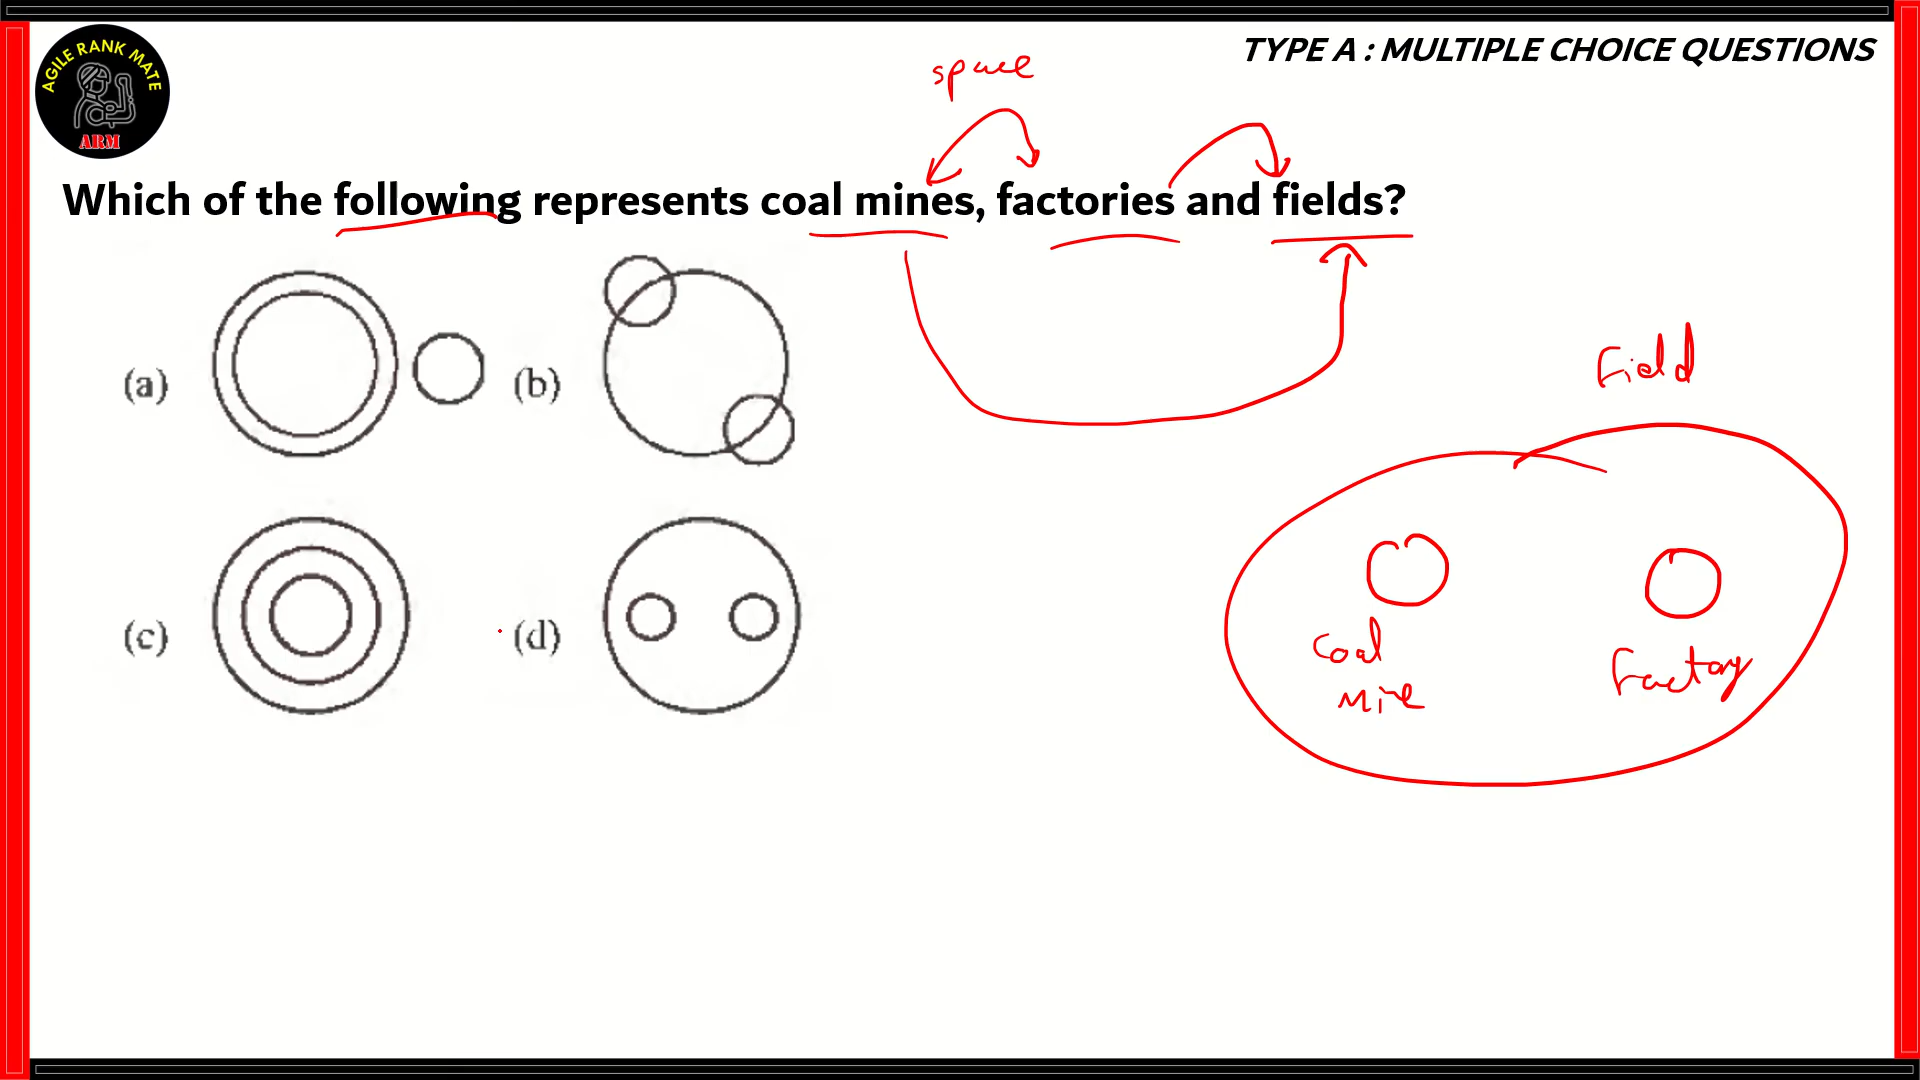 AGILE RANK MATE
ARM
TYPE A : MULTIPLE CHOICE QUESTIONS
space
Which of the following represents coal mines, factories and fields?
(a)
(b)
(c)
(d)
Field
Coal
Mine
Factory